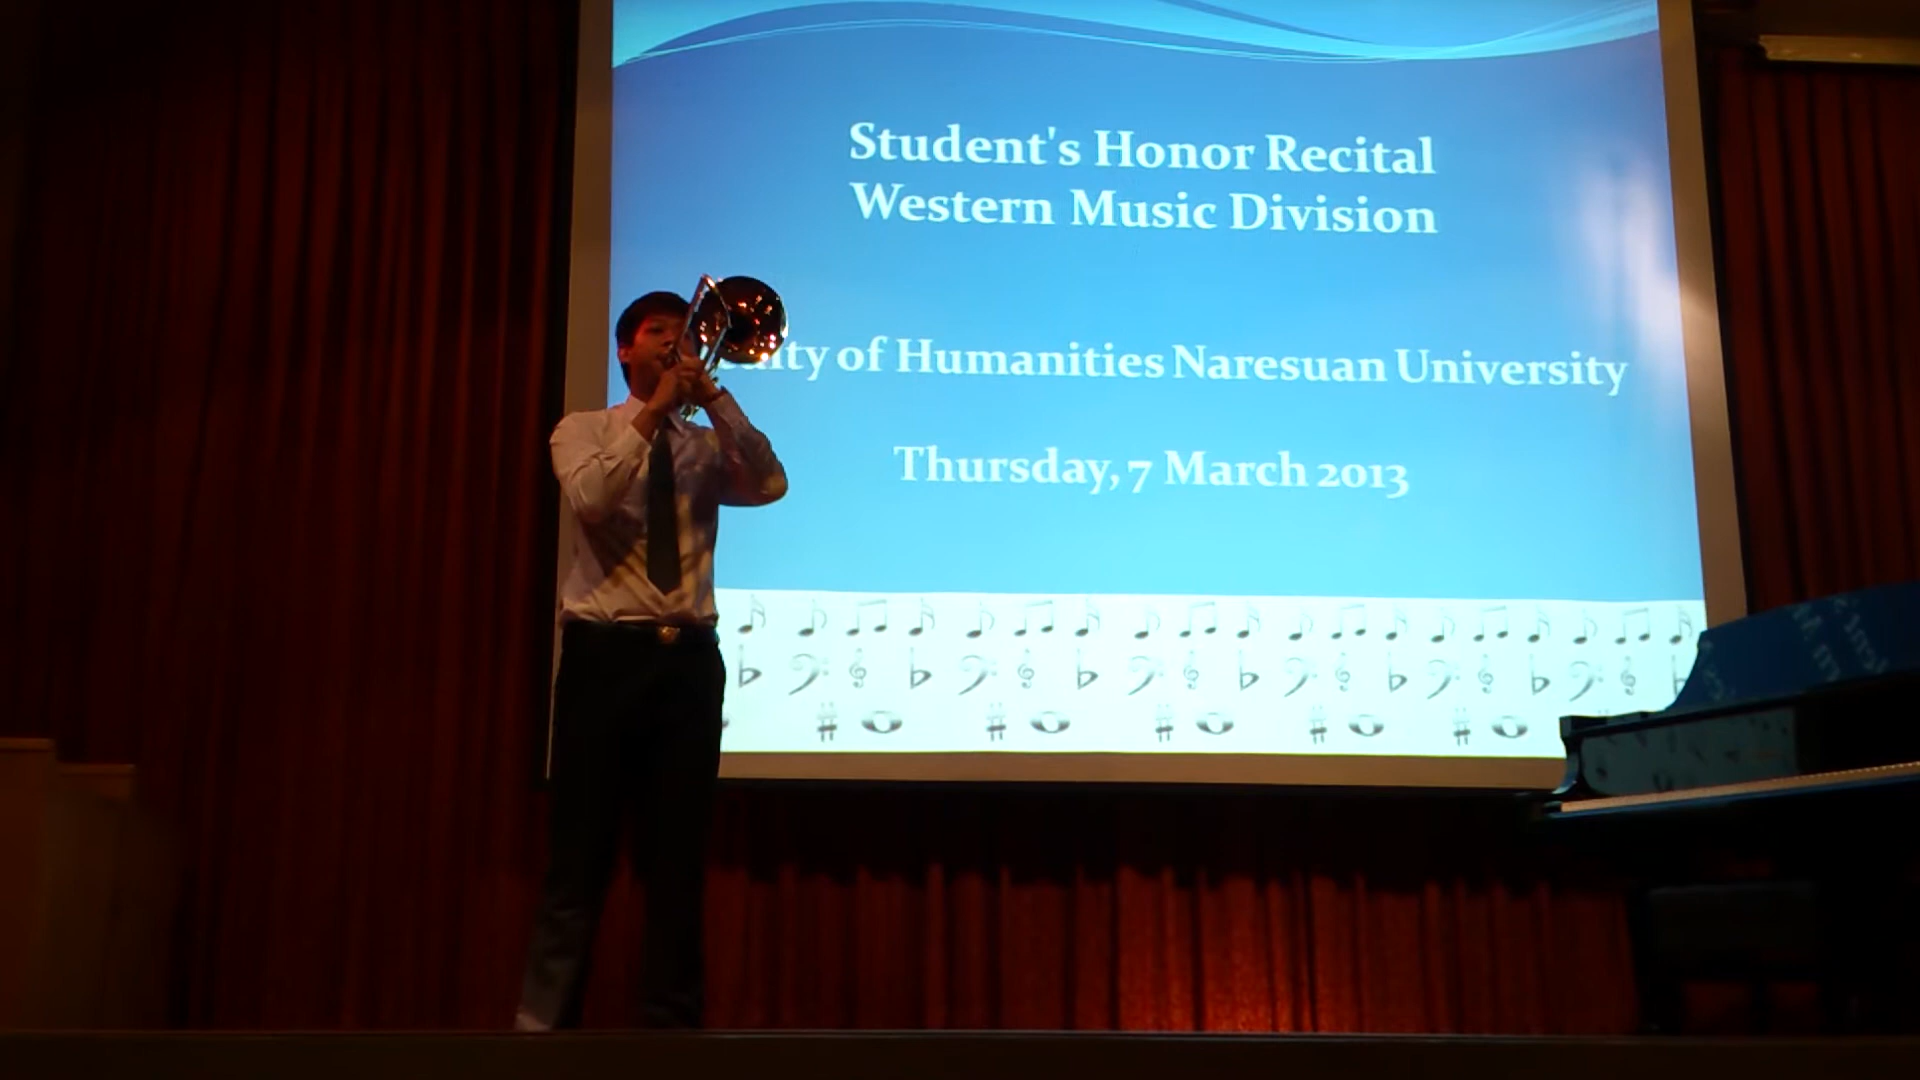 Student's Honor Recital
Western Music Division
of Humanities Naresuan University
Thursday, 7 March 2013